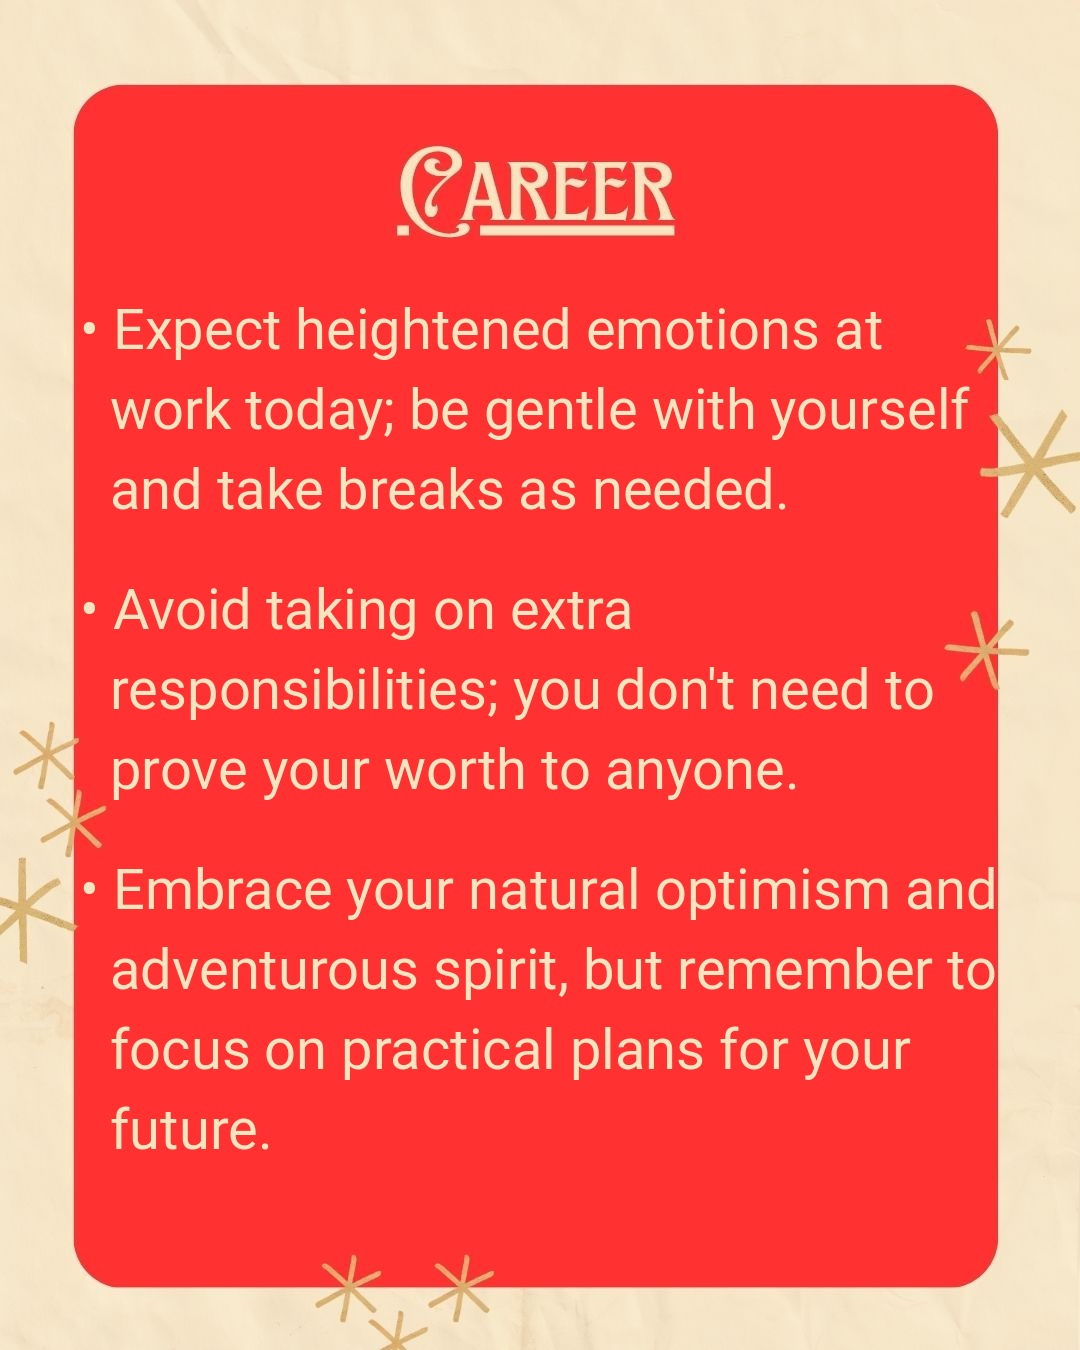 Career
• Expect heightened emotions at
work today; be gentle with yourself
and take breaks as needed.
• Avoid taking on extra
responsibilities; you don't need to
prove your worth to anyone.
• Embrace your natural optimism and
adventurous spirit, but remember to
focus on practical plans for your
future.